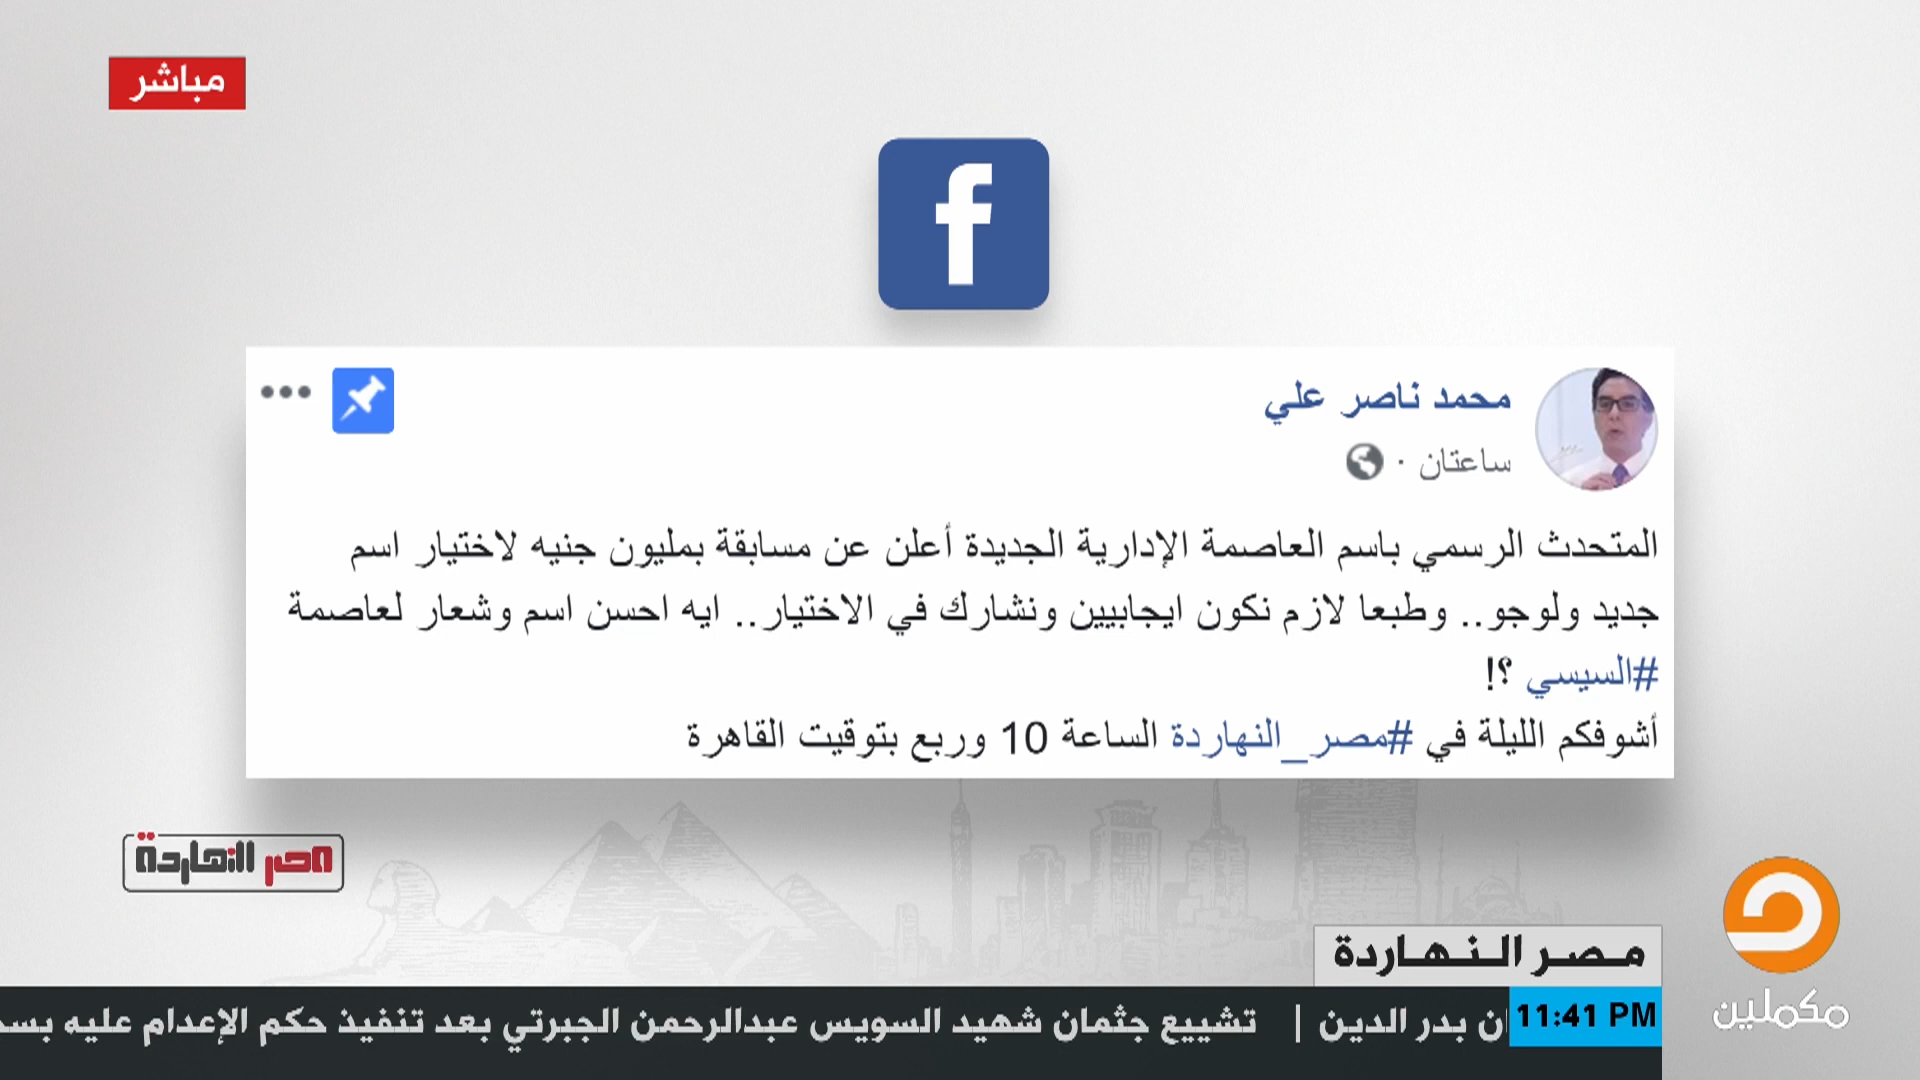 مباشر
f
محمد ناصر علي
ساعتان
المتحدث الرسمي باسم العاصمة الإدارية الجديدة أعلن عن مسابقة بمليون جنيه لاختيار اسم
جديد ولوجو.. وطبعا لازم نكون ايجابيين ونشارك في الاختيار.. ايه احسن اسم وشعار لعاصمة
#السيسي ؟!
أشوفكم الليلة في #مصر_النهاردة الساعة 10 وربع بتوقيت القاهرة
مصر النهاردة
مصر النهاردة
مكملين
11:41 PM
بدر الدين | تشييع جثمان شهيد السويس عبدالرحمن الجبرتي بعد تنفيذ حكم الإعدام عليه